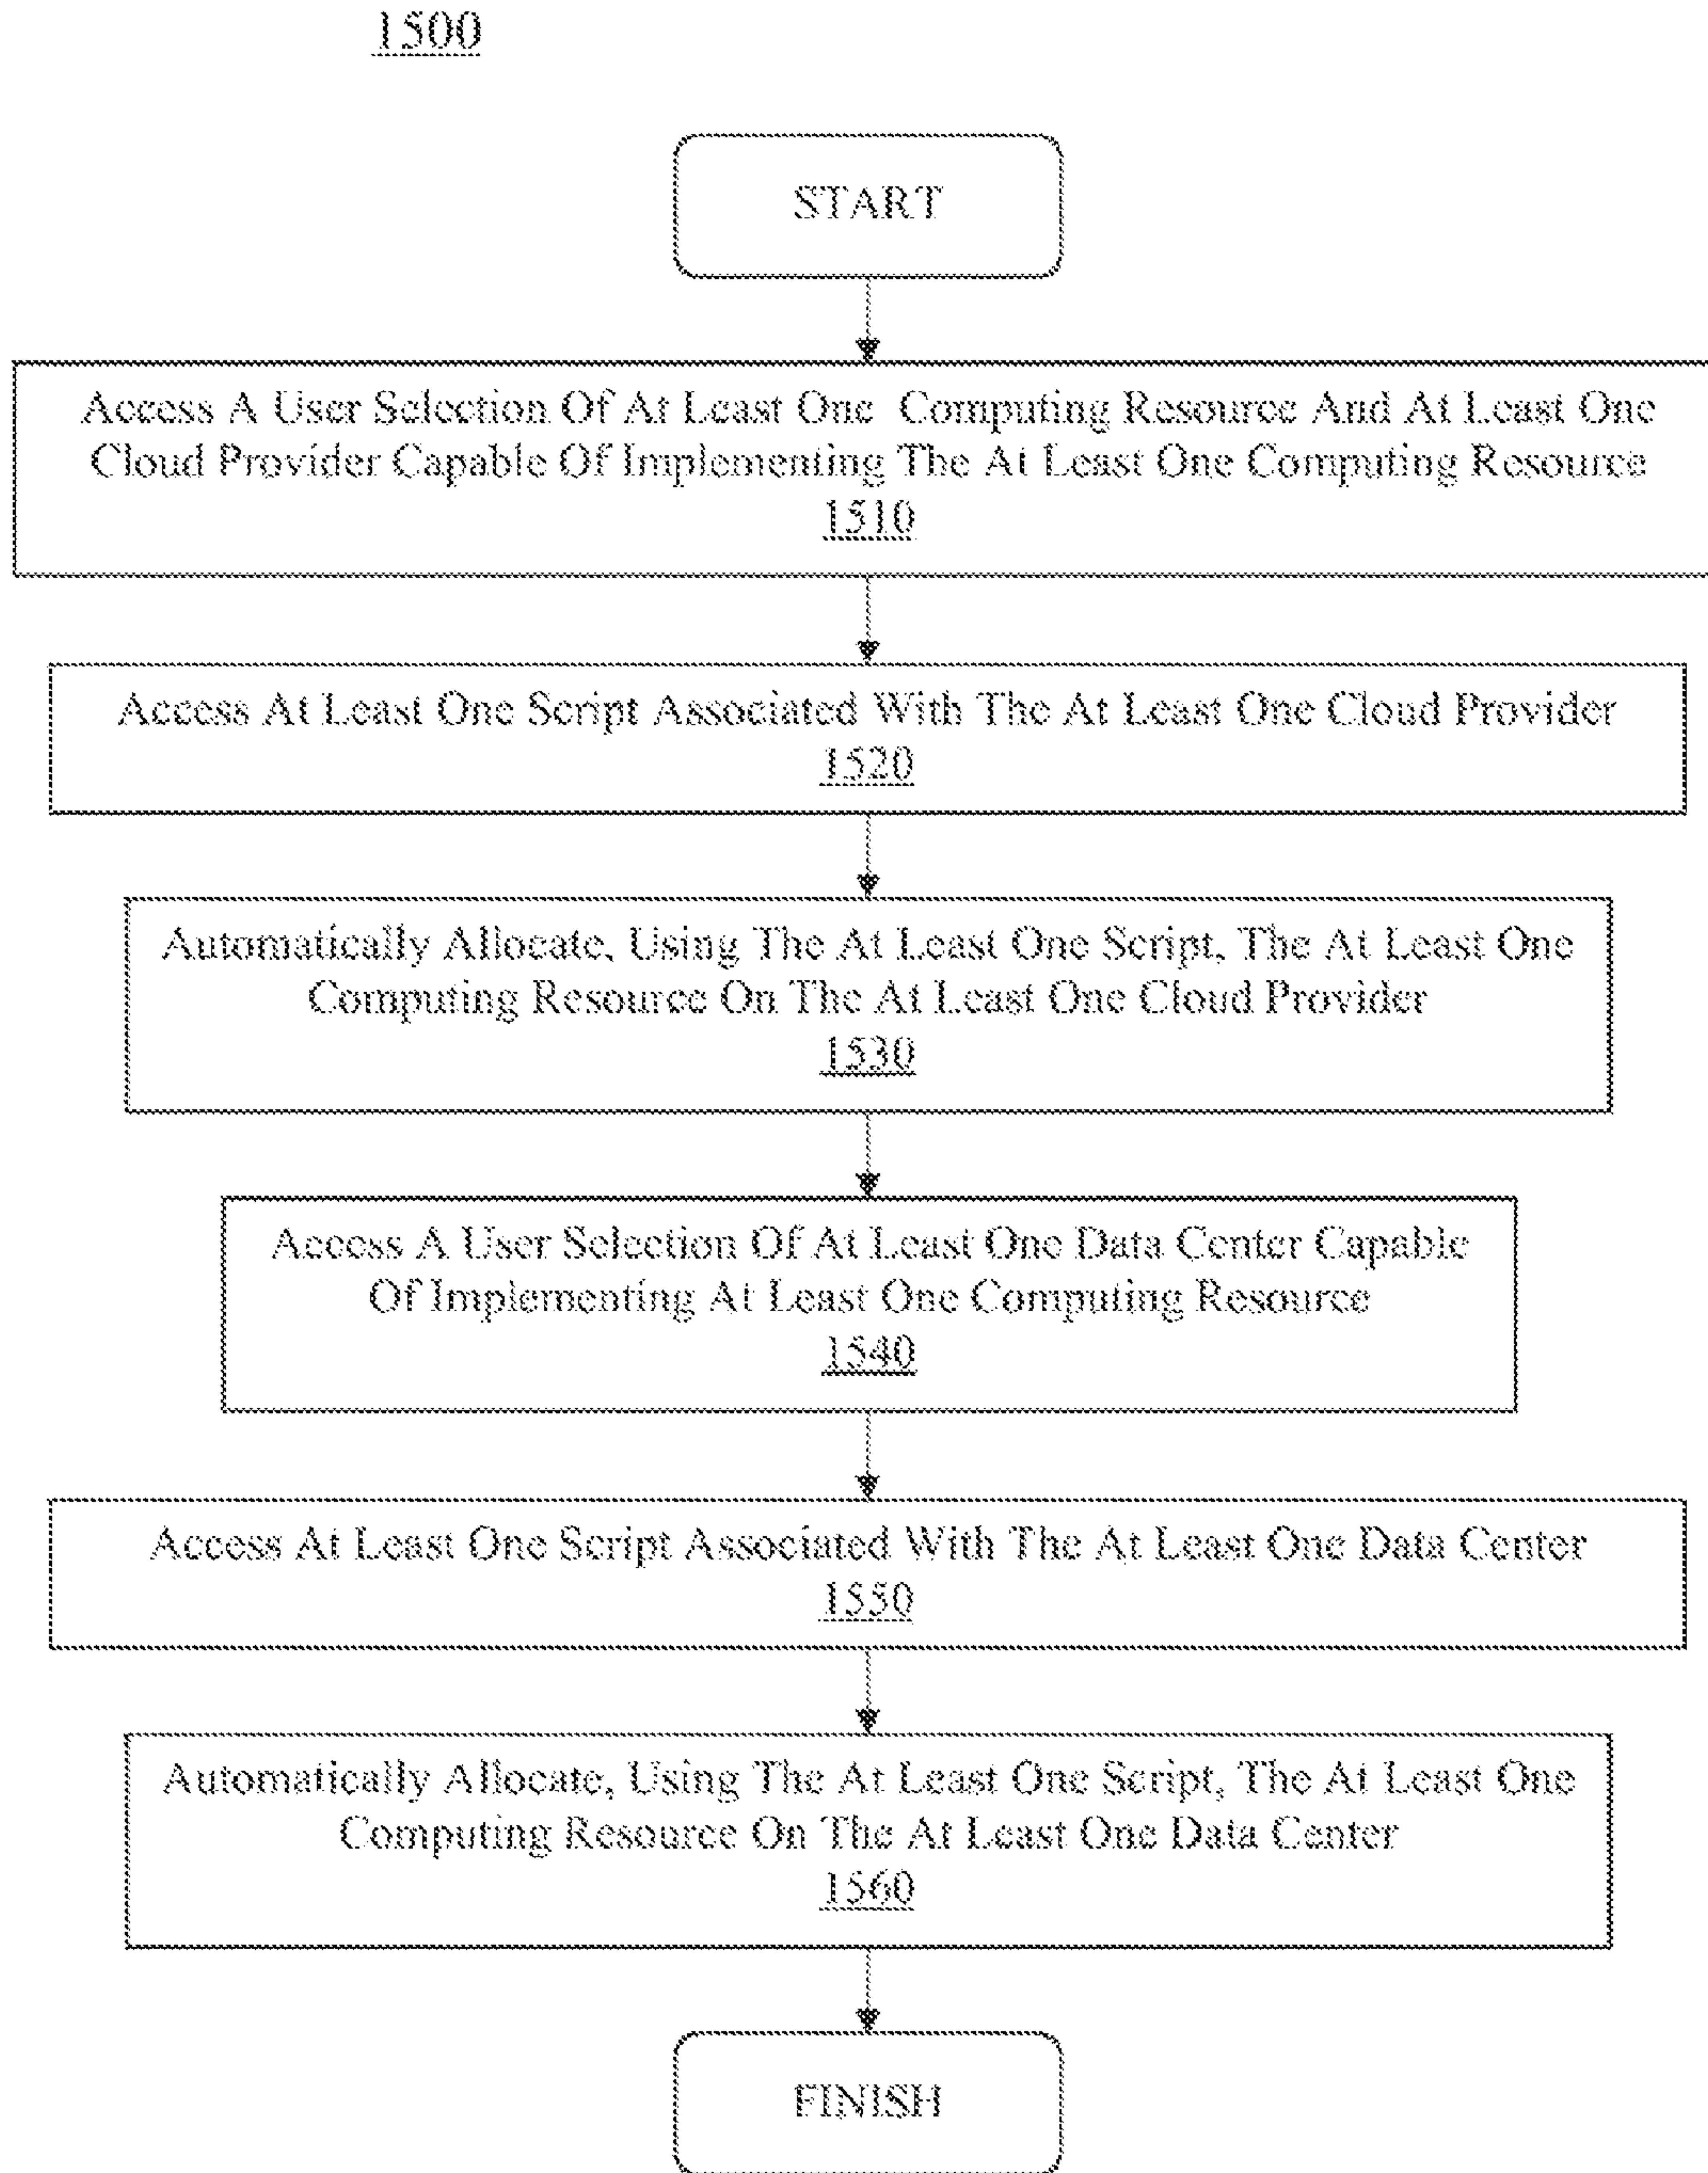 1500
START
Access A User Selection Of At Least One Computing Resource And At Least One
Cloud Provider Capable Of Implementing The At Least One Computing Resource
1510
Access At Least One Script Associated With The At Least One Cloud Provider
1520
Automatically Allocate, Using The At Least One Script, The At Least One
Computing Resource On The At Least One Cloud Provider
1530
Access A User Selection Of At Least One Data Center Capable
Of Implementing At Least One Computing Resource
1540
Access At Least One Script Associated With The At Least One Data Center
1550
Automatically Allocate, Using The At Least One Script, The At Least One
Computing Resource On The At Least One Data Center
1560
FINISH